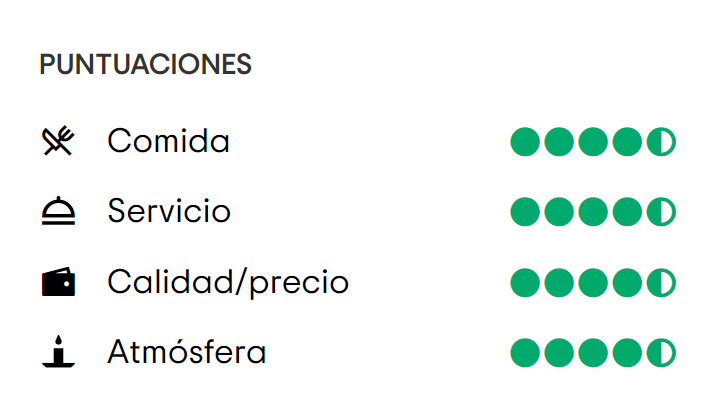 PUNTUACIONES
Comida
Servicio
Calidad/precio
Atmósfera